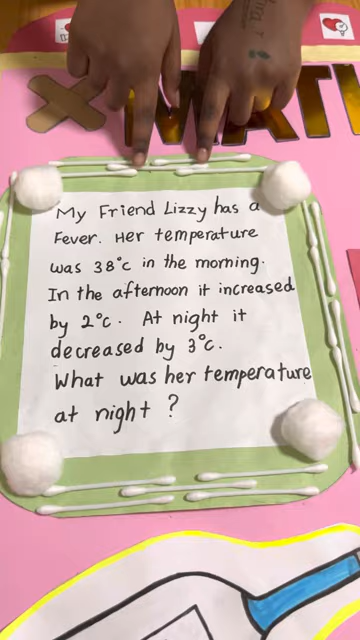 MATH
My Friend Lizzy has a
Fever. Her temperature
was 38°c in the morning.
In the afternoon it increased
by 2°c. At night it
decreased by 3°c.
What was her temperature
at night ?